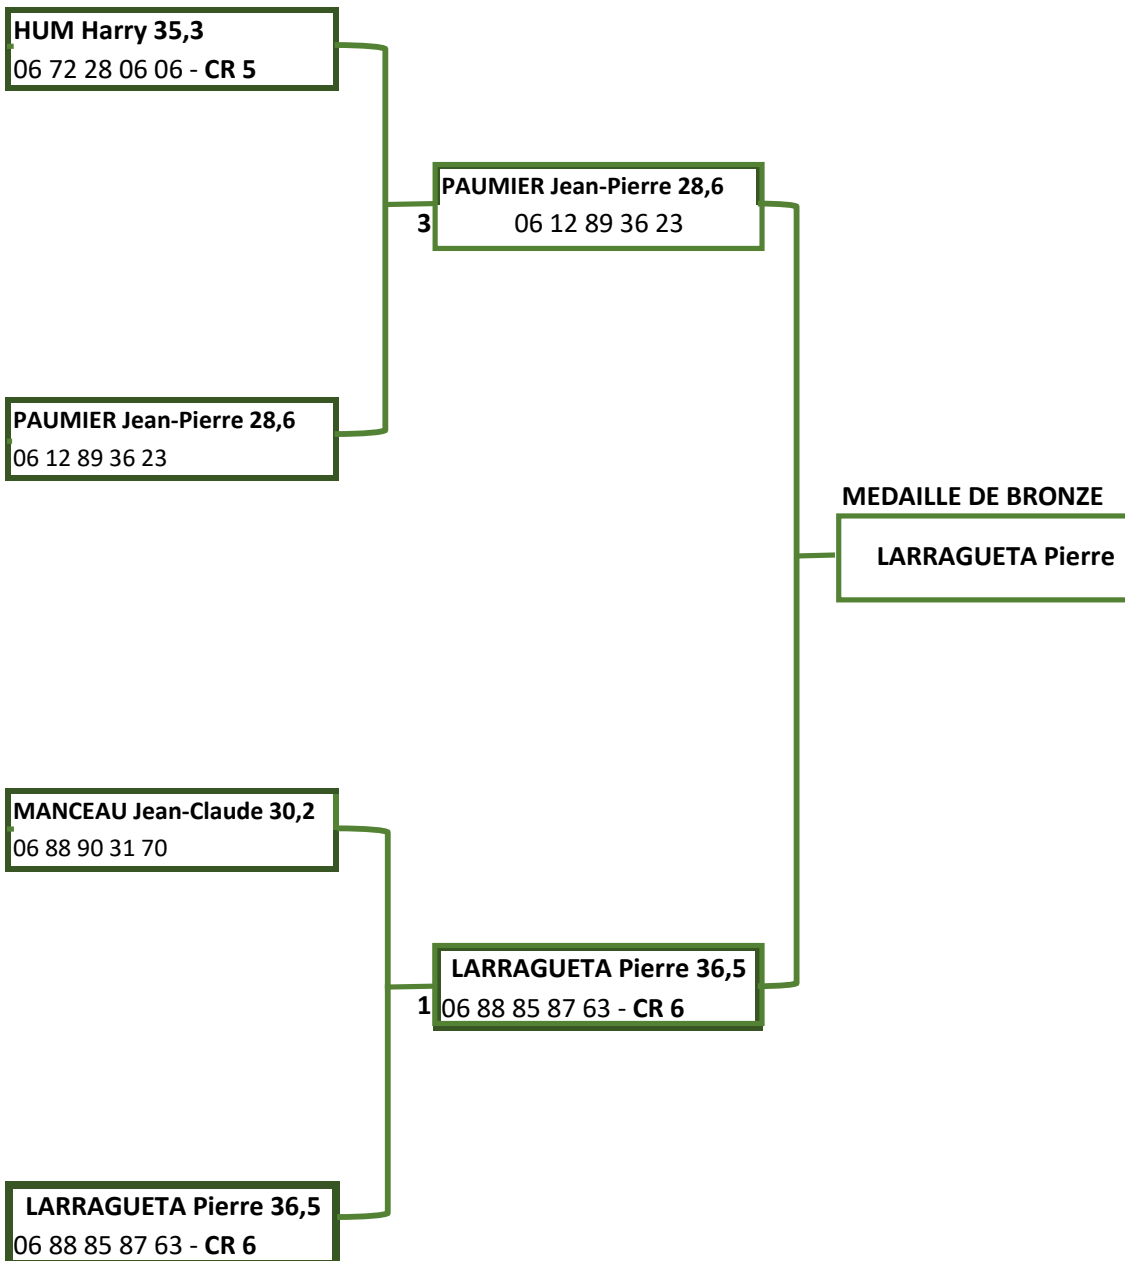 HUM Harry 35,3
06 72 28 06 06 - CR 5
PAUMIER Jean-Pierre 28,6
3 06 12 89 36 23
PAUMIER Jean-Pierre 28,6
06 12 89 36 23
MEDAILLE DE BRONZE
LARRAGUETA Pierre
MANCEAU Jean-Claude 30,2
06 88 90 31 70
LARRAGUETA Pierre 36,5
1 06 88 85 87 63 - CR 6
LARRAGUETA Pierre 36,5
06 88 85 87 63 - CR 6